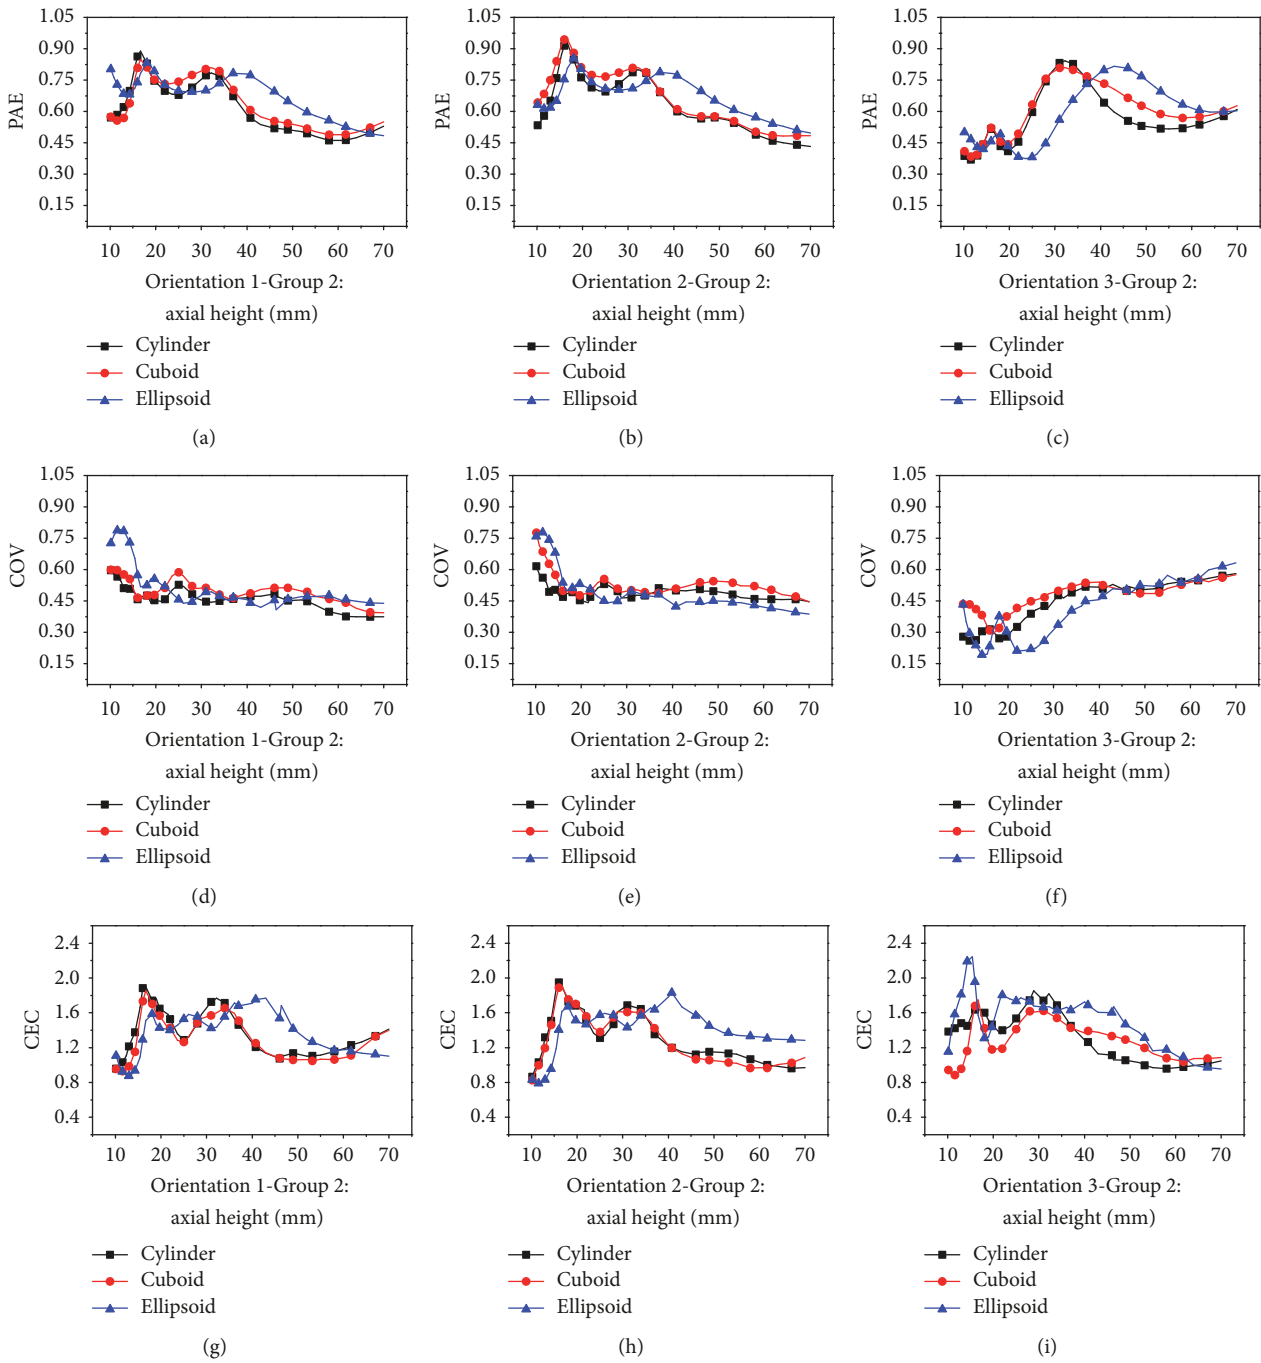 1.05
0.90
0.75
0.60
0.45
0.30
0.15
PAE
10 20 30 40 50 60 70
Orientation 1-Group 2:
axial height (mm)
Cylinder
Cuboid
Ellipsoid
(a)
1.05
0.90
0.75
0.60
0.45
0.30
0.15
PAE
10 20 30 40 50 60 70
Orientation 2-Group 2:
axial height (mm)
Cylinder
Cuboid
Ellipsoid
(b)
1.05
0.90
0.75
0.60
0.45
0.30
0.15
PAE
10 20 30 40 50 60 70
Orientation 3-Group 2:
axial height (mm)
Cylinder
Cuboid
Ellipsoid
(c)
1.05
0.90
0.75
0.60
0.45
0.30
0.15
COV
10 20 30 40 50 60 70
Orientation 1-Group 2:
axial height (mm)
Cylinder
Cuboid
Ellipsoid
(d)
1.05
0.90
0.75
0.60
0.45
0.30
0.15
COV
10 20 30 40 50 60 70
Orientation 2-Group 2:
axial height (mm)
Cylinder
Cuboid
Ellipsoid
(e)
1.05
0.90
0.75
0.60
0.45
0.30
0.15
COV
10 20 30 40 50 60 70
Orientation 3-Group 2:
axial height (mm)
Cylinder
Cuboid
Ellipsoid
(f)
2.4
2.0
1.6
1.2
0.8
0.4
CEC
10 20 30 40 50 60 70
Orientation 1-Group 2:
axial height (mm)
Cylinder
Cuboid
Ellipsoid
(g)
2.4
2.0
1.6
1.2
0.8
0.4
CEC
10 20 30 40 50 60 70
Orientation 2-Group 2:
axial height (mm)
Cylinder
Cuboid
Ellipsoid
(h)
2.4
2.0
1.6
1.2
0.8
0.4
CEC
10 20 30 40 50 60 70
Orientation 3-Group 2:
axial height (mm)
Cylinder
Cuboid
Ellipsoid
(i)